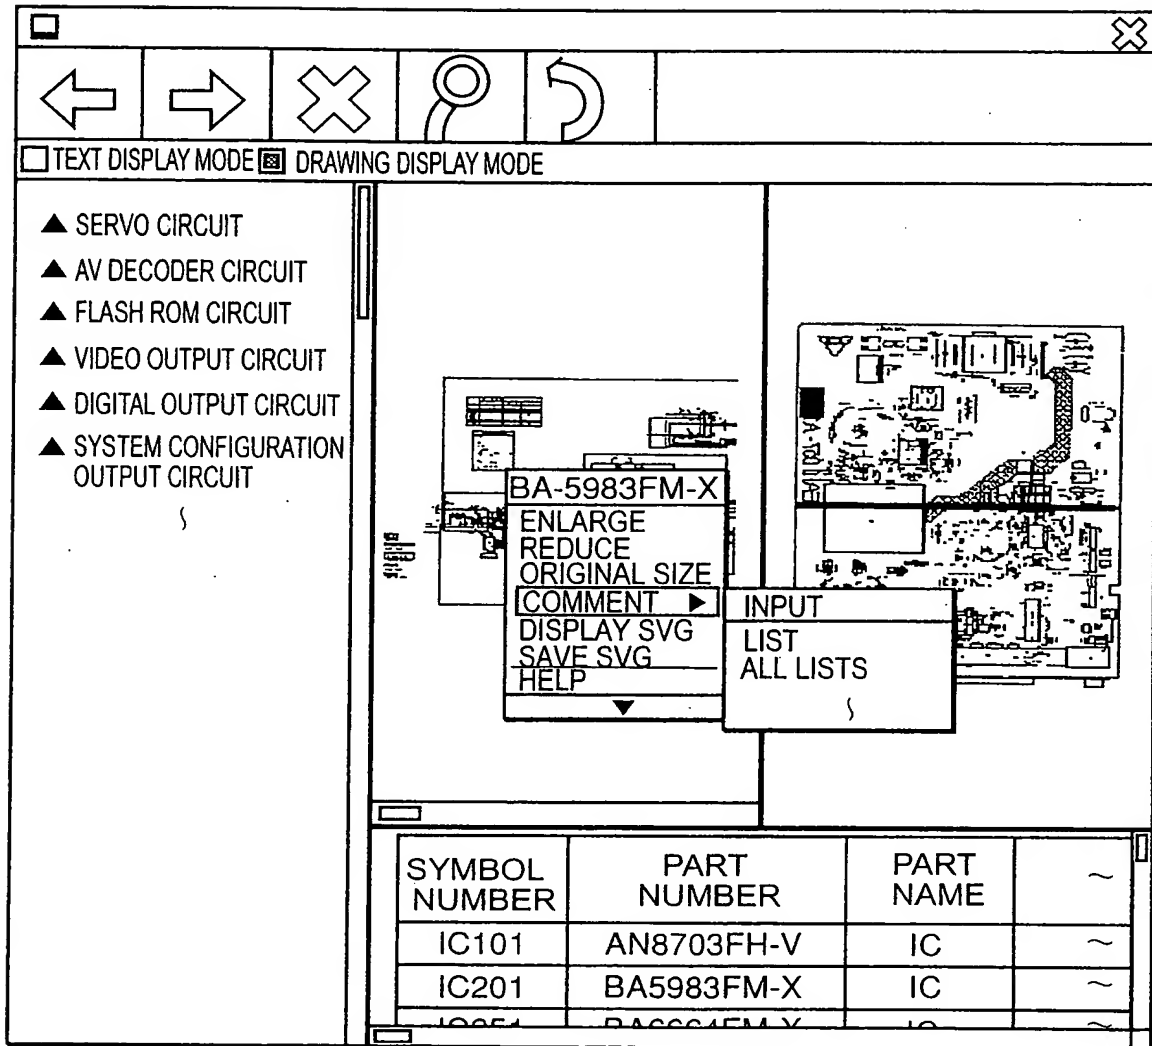 TEXT DISPLAY MODE DRAWING DISPLAY MODE
▲ SERVO CIRCUIT
▲ AV DECODER CIRCUIT
▲ FLASH ROM CIRCUIT
▲ VIDEO OUTPUT CIRCUIT
▲ DIGITAL OUTPUT CIRCUIT
▲ SYSTEM CONFIGURATION
OUTPUT CIRCUIT
BA-5983FM-X
ENLARGE
REDUCE
ORIGINAL SIZE
COMMENT ▶
DISPLAY SVG
SAVE SVG
HELP
▼
INPUT
LIST
ALL LISTS
SYMBOL NUMBER PART NUMBER PART NAME ~
IC101 AN8703FH-V IC ~
IC201 BA5983FM-X IC ~